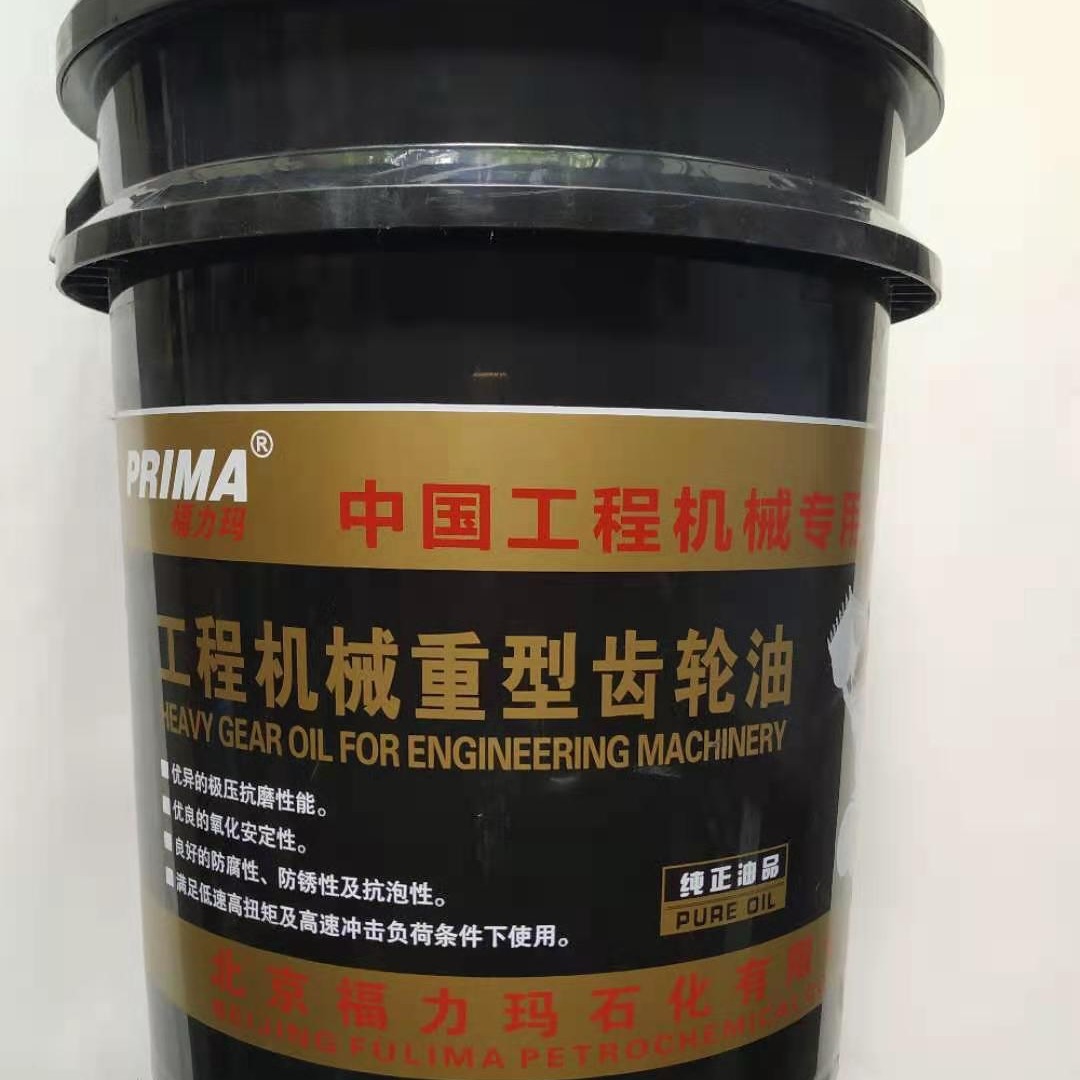 PRIMA®
福力玛
中国工程机械专用
工程机械重型齿轮油
HEAVY GEAR OIL FOR ENGINEERING MACHINERY
优异的极压抗磨性能。
优良的氧化安定性。
良好的防腐性、防锈性及抗泡性。
满足低速高扭矩及高速冲击负荷条件下使用。
纯正油品
PURE OIL
北京福力玛石化有限
BEIJING FULIMA PETROCHEMICAL